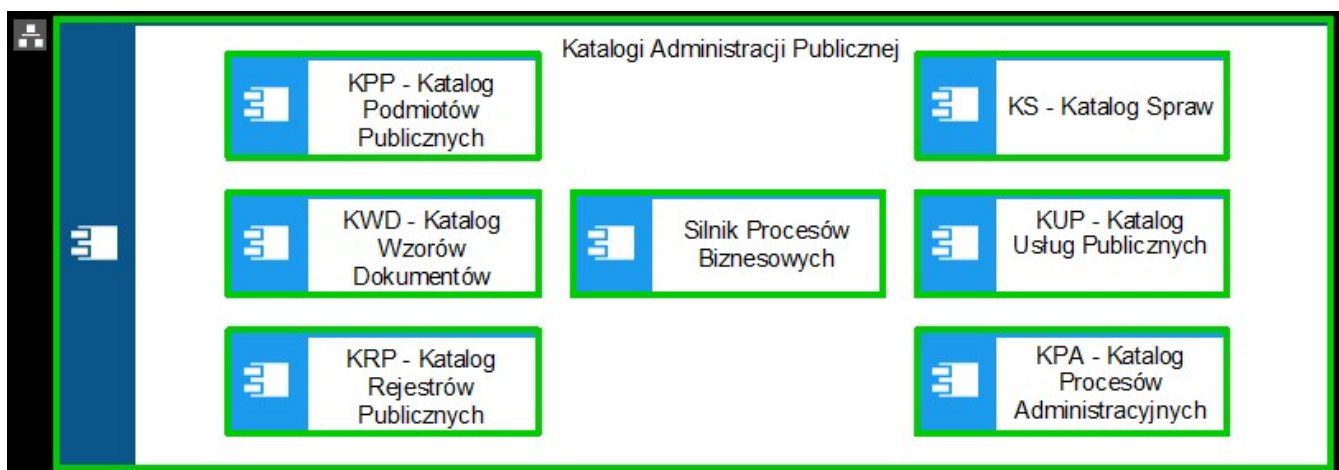 Katalogi Administracji Publicznej
KPP - Katalog
Podmiotów
Publicznych
KS - Katalog Spraw
KWD - Katalog
Wzorów
Dokumentów
Silnik Procesów
Biznesowych
KUP - Katalog
Usług Publicznych
KRP - Katalog
Rejestrów
Publicznych
KPA - Katalog
Procesów
Administracyjnych